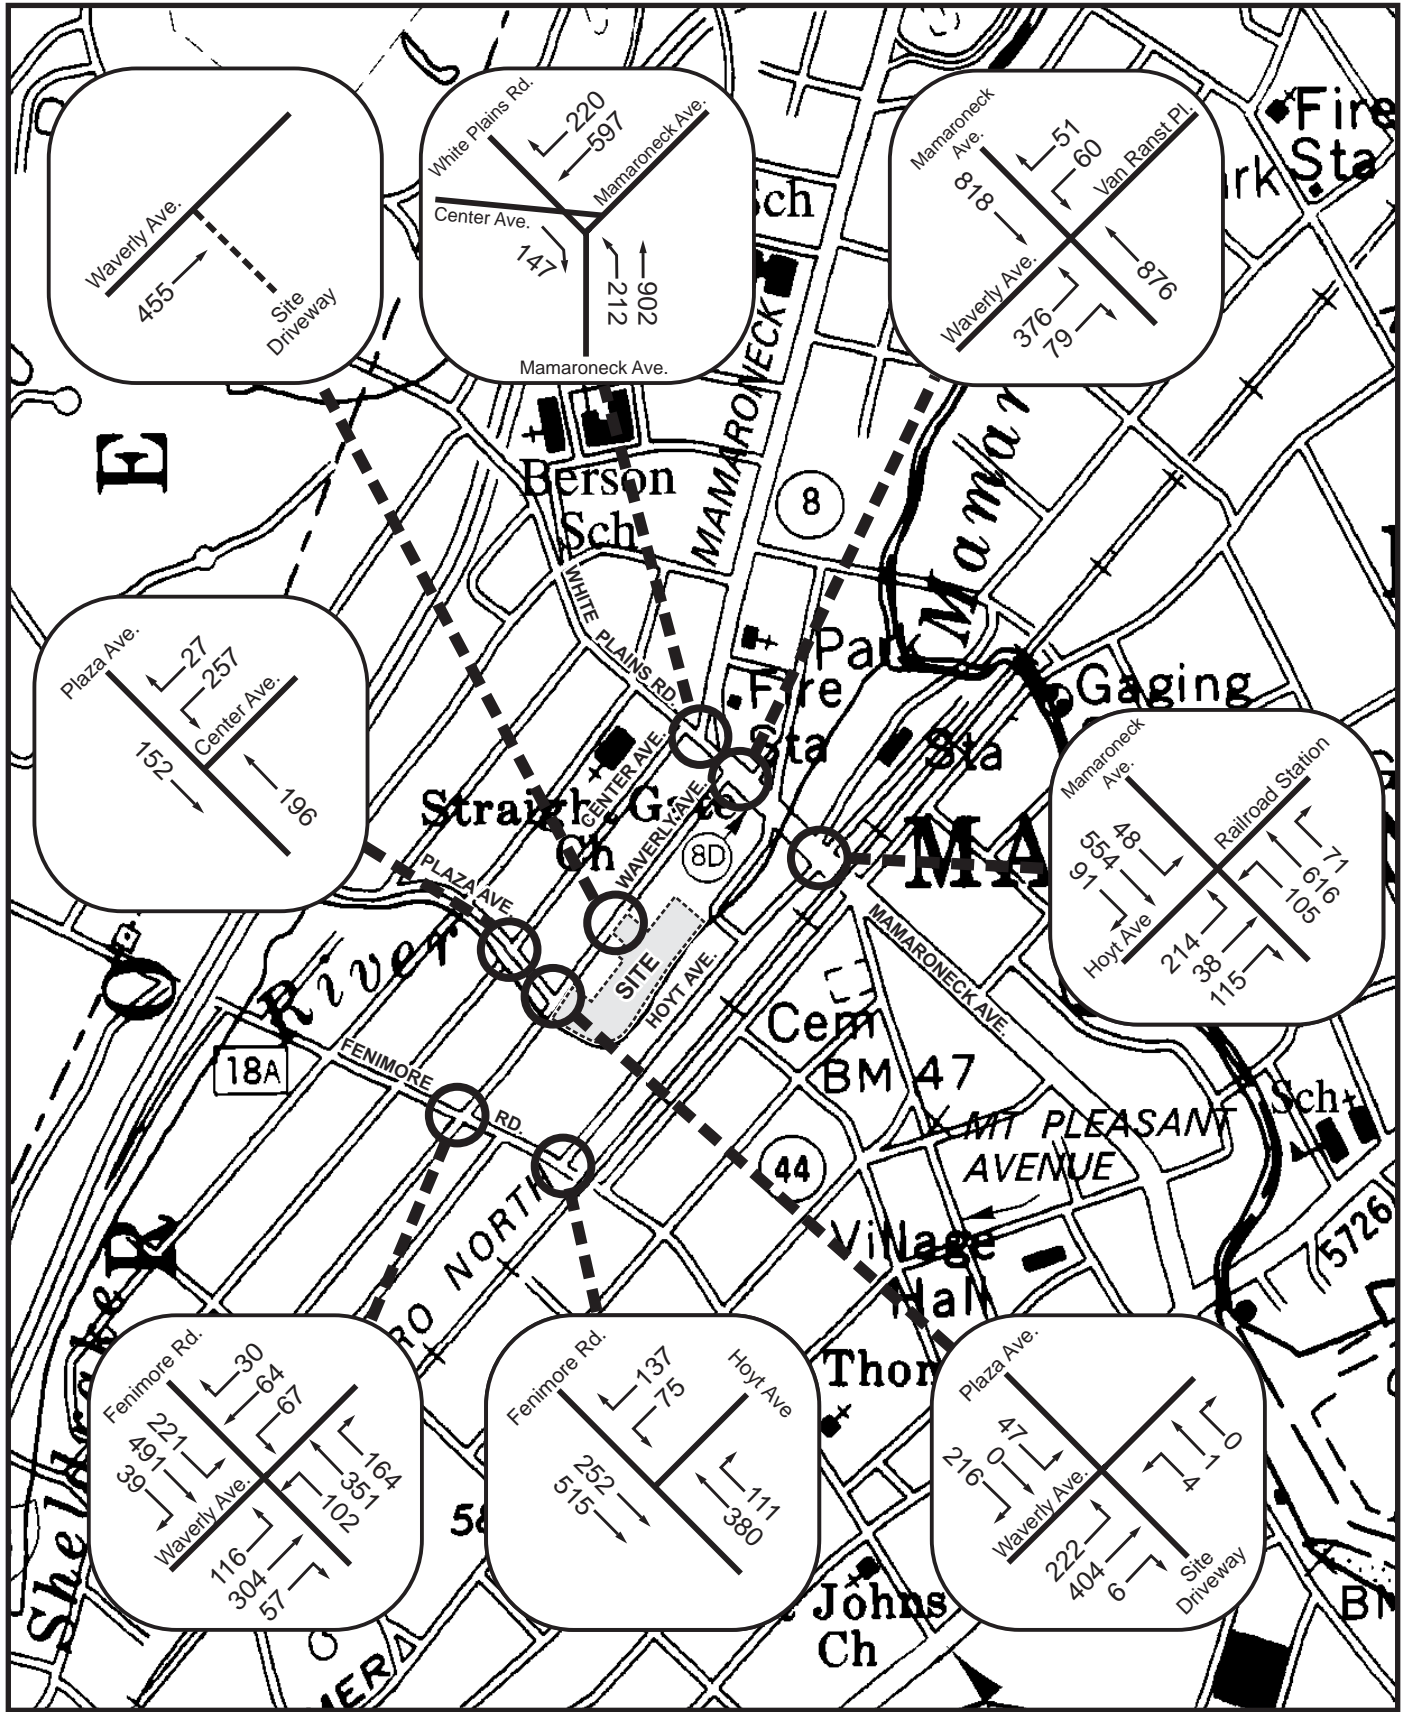 Waverly Ave.
455
Site
Driveway
White Plains Rd.
220
597
Mamaroneck Ave.
Center Ave.
147
212
902
Mamaroneck Ave.
Mamaroneck
Ave.
51
60
Van Ranst Pl.
818
Waverly Ave.
376
79
876
Fire
Sta
Sch
MAMARONECK
E
Berson
Sch
8
WHITE PLAINS RD.
Park
Fire
Sta
Gaging
Sta
Plaza Ave.
27
257
Center Ave.
152
196
CENTER AVE.
WAVERLY AVE.
Ch
8D
MA
PLAZA AVE.
SITE
HOYT AVE.
MAMARONECK AVE.
Mamaroneck
Ave.
Railroad Station
48
554
91
Hoyt Ave
214
38
115
71
616
105
O
River
18A
FENIMORE RD.
Cem
BM 47
MT PLEASANT
AVENUE
Sch
44
R
NORTH
Village
Hall
5726
Fenimore Rd.
30
64
67
221
491
39
Waverly Ave.
116
304
57
164
351
102
Fenimore Rd.
137
75
Hoyt Ave
252
515
111
380
Plaza Ave.
47
0
216
Waverly Ave.
222
404
6
0
1
4
Site
Driveway
Johns
Ch